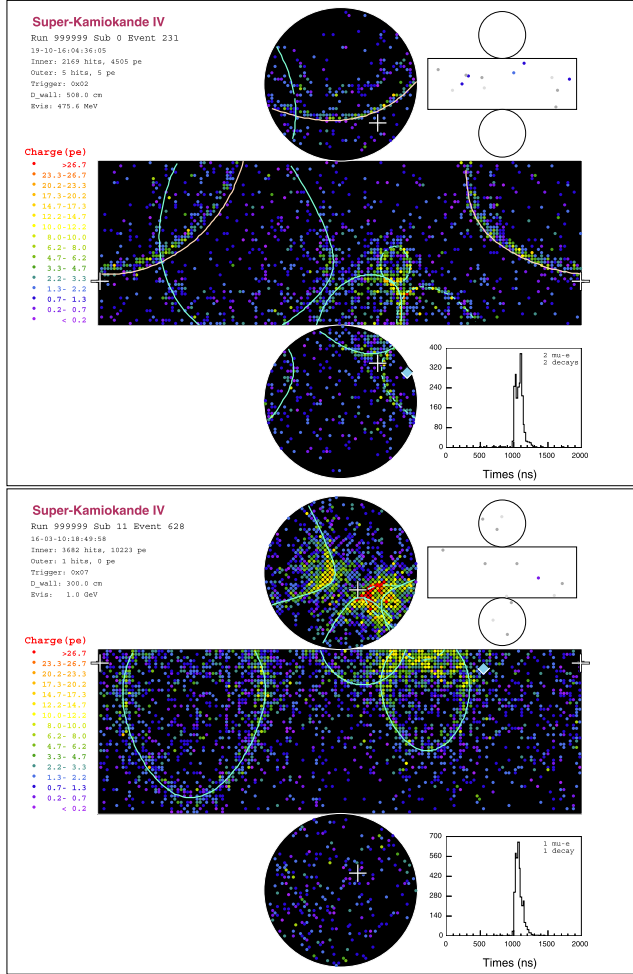 Super-Kamiokande IV
Run 999999 Sub 0 Event 231
19-10-16:04:36:05
Inner: 2169 hits, 4505 pe
Outer: 5 hits, 5 pe
Trigger: 0x02
D_wall: 508.0 cm
Evis: 475.6 MeV
Charge(pe)
>26.7
23.3-26.7
20.2-23.3
17.3-20.2
14.7-17.3
12.2-14.7
10.0-12.2
8.0-10.0
6.2- 8.0
4.7- 6.2
3.3- 4.7
2.2- 3.3
1.3- 2.2
0.7- 1.3
0.2- 0.7
< 0.2
2 mu-e
2 decays
400
320
240
160
80
0
0 500 1000 1500 2000
Times (ns)
Super-Kamiokande IV
Run 999999 Sub 11 Event 628
16-03-10:18:49:58
Inner: 3682 hits, 10223 pe
Outer: 1 hits, 0 pe
Trigger: 0x07
D_wall: 300.0 cm
Evis: 1.0 GeV
Charge(pe)
>26.7
23.3-26.7
20.2-23.3
17.3-20.2
14.7-17.3
12.2-14.7
10.0-12.2
8.0-10.0
6.2- 8.0
4.7- 6.2
3.3- 4.7
2.2- 3.3
1.3- 2.2
0.7- 1.3
0.2- 0.7
< 0.2
1 mu-e
1 decay
700
560
420
280
140
0
0 500 1000 1500 2000
Times (ns)